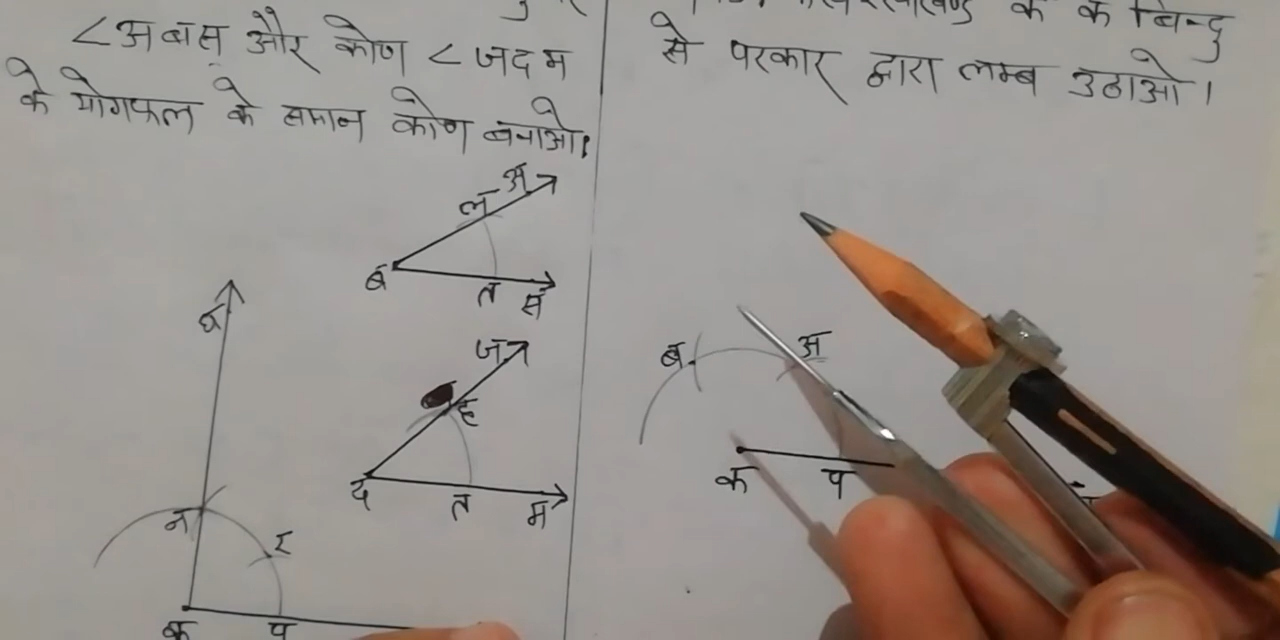 <अबस और कोण < जदम
के योगफल के समान कोण बनाओ।
के क बिन्दु
से परकार द्वारा लम्ब उठाओ।
अ
ल
ब
त
स
ज
ह
द
त
म
घ
न
र
क
प
ब
अ
क
प